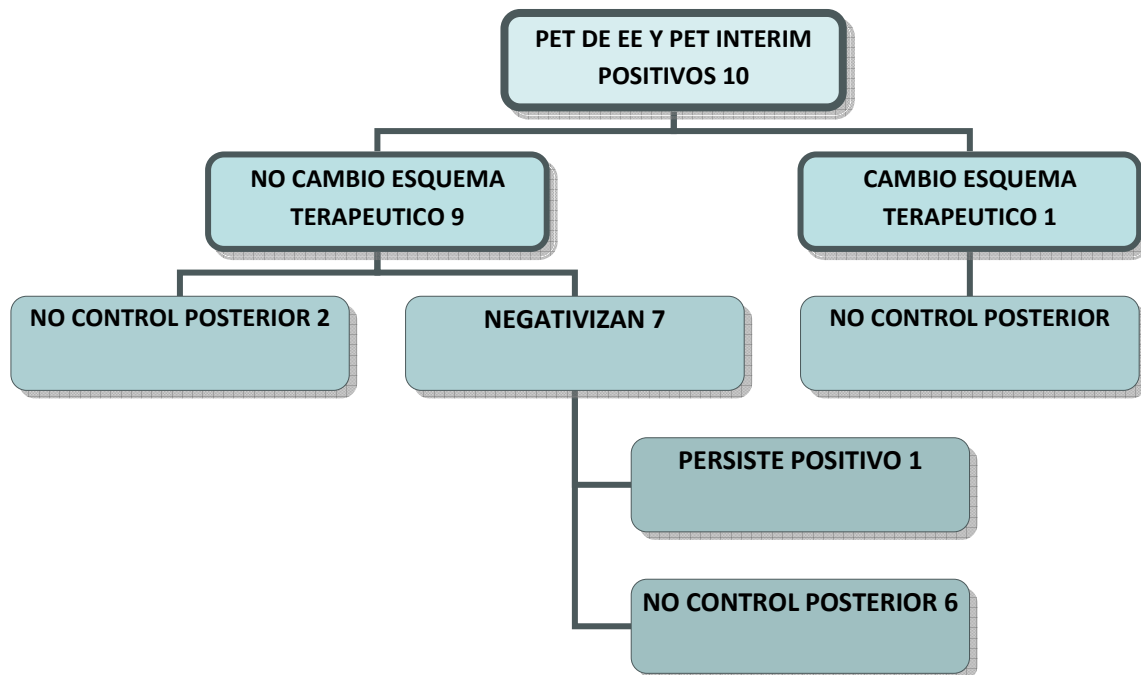 PET DE EE Y PET INTERIM
POSITIVOS 10
NO CAMBIO ESQUEMA
TERAPEUTICO 9
CAMBIO ESQUEMA
TERAPEUTICO 1
NO CONTROL POSTERIOR 2
NEGATIVIZAN 7
NO CONTROL POSTERIOR
PERSISTE POSITIVO 1
NO CONTROL POSTERIOR 6